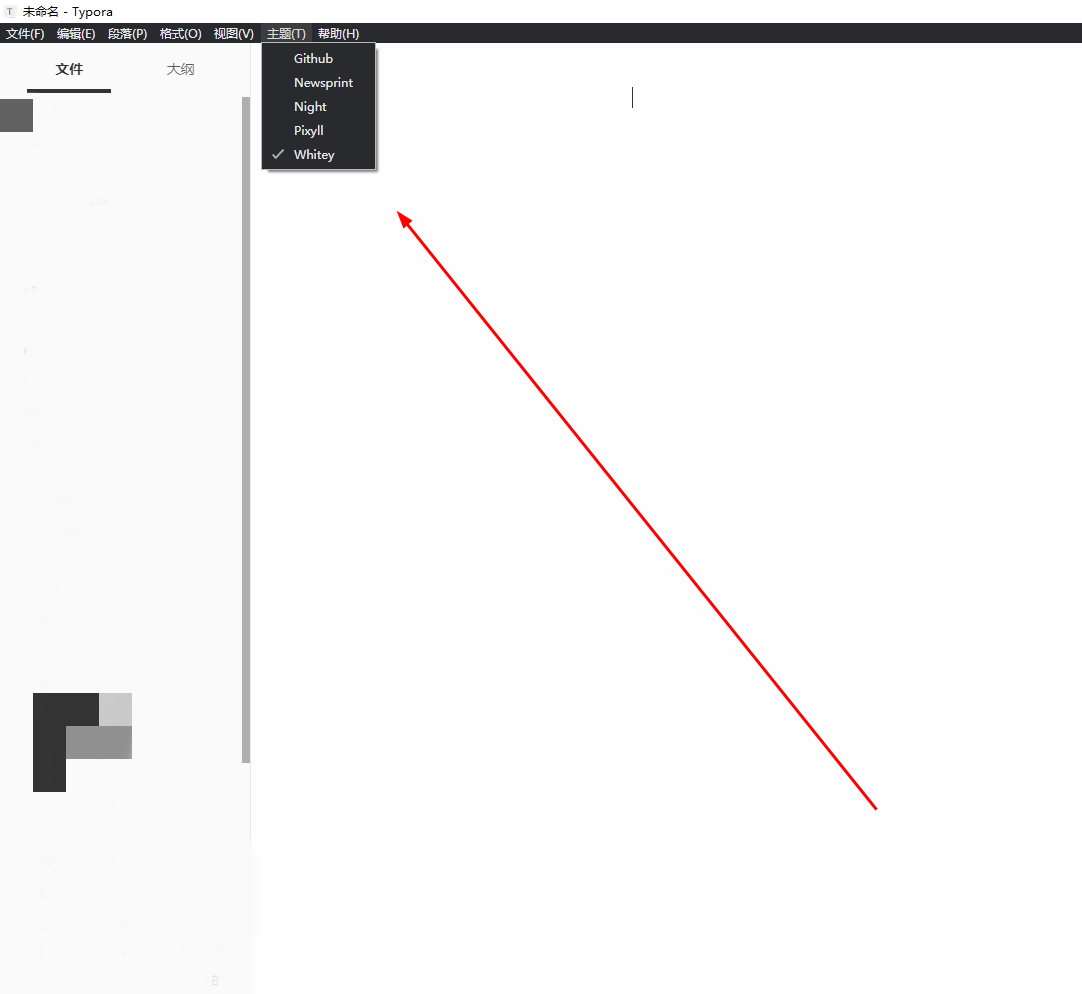 T 未命名 - Typora
文件(F) 编辑(E) 段落(P) 格式(O) 视图(V) 主题(T) 帮助(H)
文件 大纲
Github
Newsprint
Night
Pixyll
Whitey